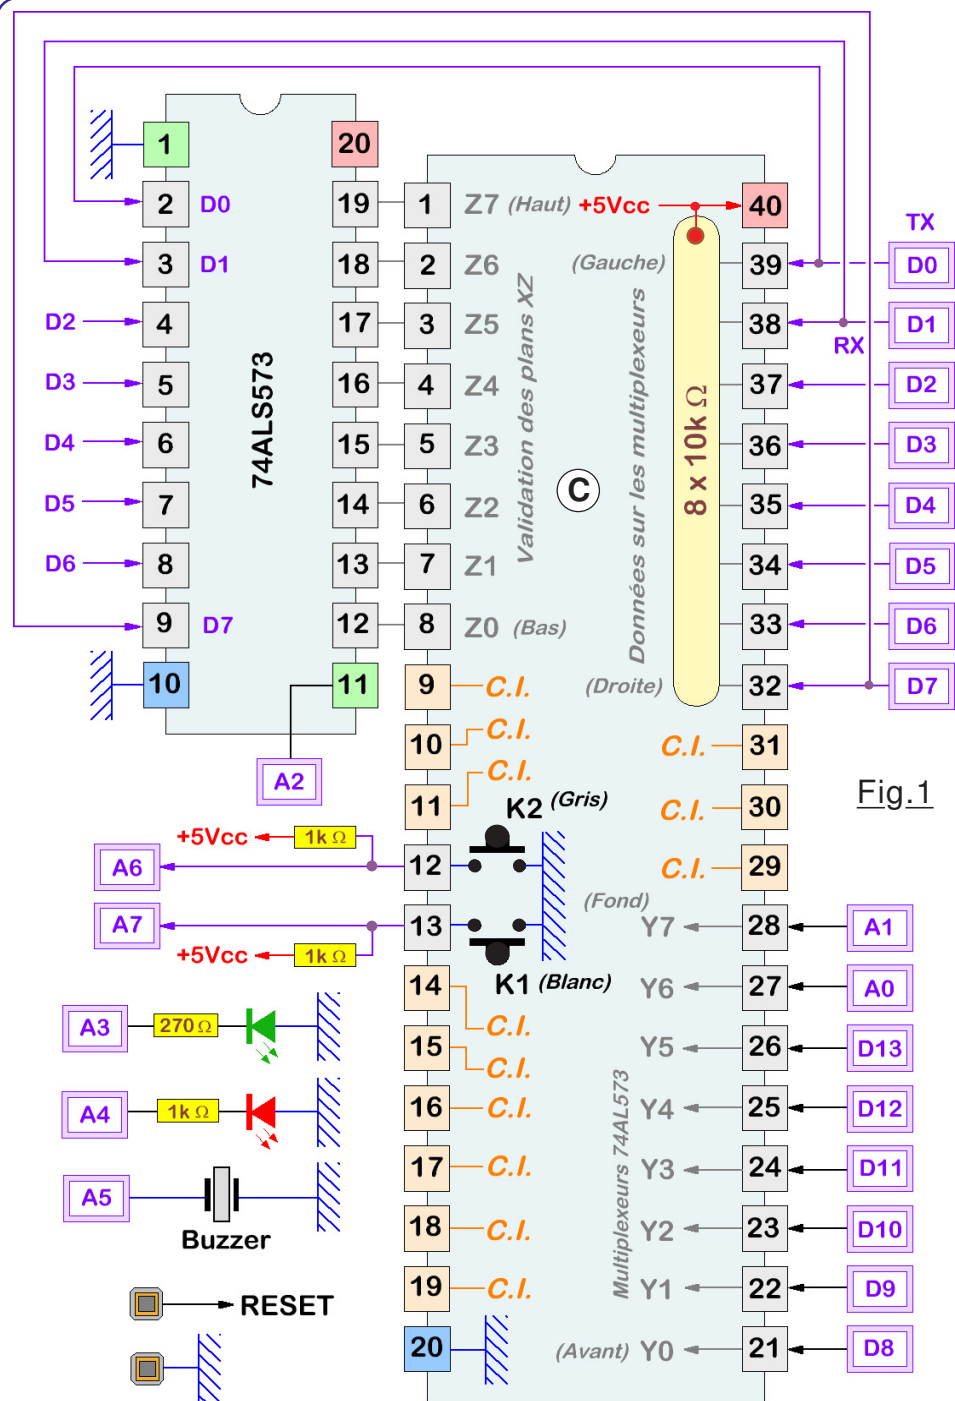 1
20
2
D0
19
1
Z7 (Haut)
+5Vcc
40
TX
3
D1
18
2
Z6
(Gauche)
39
D0
D2
4
17
3
Z5
38
D1
RX
D3
5
16
4
Z4
37
D2
D4
6
15
5
Z3
36
D3
D5
7
14
6
Z2
35
D4
D6
8
13
7
Z1
34
D5
9
D7
12
8
Z0 (Bas)
33
D6
10
11
9
C.I.
(Droite)
32
D7
74ALS573
Validation des plans XZ
Données sur les multiplexeurs
8 x 10k Ω
C
A2
10
C.I.
C.I.
31
11
C.I.
C.I.
30
Fig.1
K2 (Gris)
+5Vcc
1k Ω
A6
12
C.I.
29
A7
13
(Fond)
Y7
28
A1
+5Vcc
1k Ω
K1 (Blanc)
14
C.I.
Y6
27
A0
A3
270 Ω
15
C.I.
Y5
26
D13
A4
1k Ω
16
C.I.
Y4
25
D12
A5
Buzzer
17
C.I.
Y3
24
D11
18
C.I.
Y2
23
D10
19
C.I.
Y1
22
D9
Multiplexeurs 74AL573
RESET
20
(Avant) Y0
21
D8